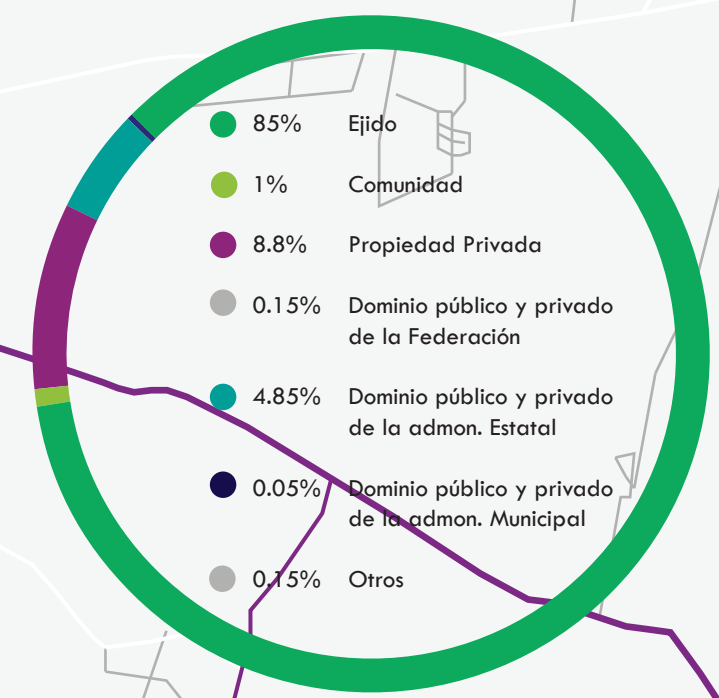 85% Ejido
1% Comunidad
8.8% Propiedad Privada
0.15% Dominio público y privado
de la Federación
4.85% Dominio público y privado
de la admon. Estatal
0.05% Dominio público y privado
de la admon. Municipal
0.15% Otros